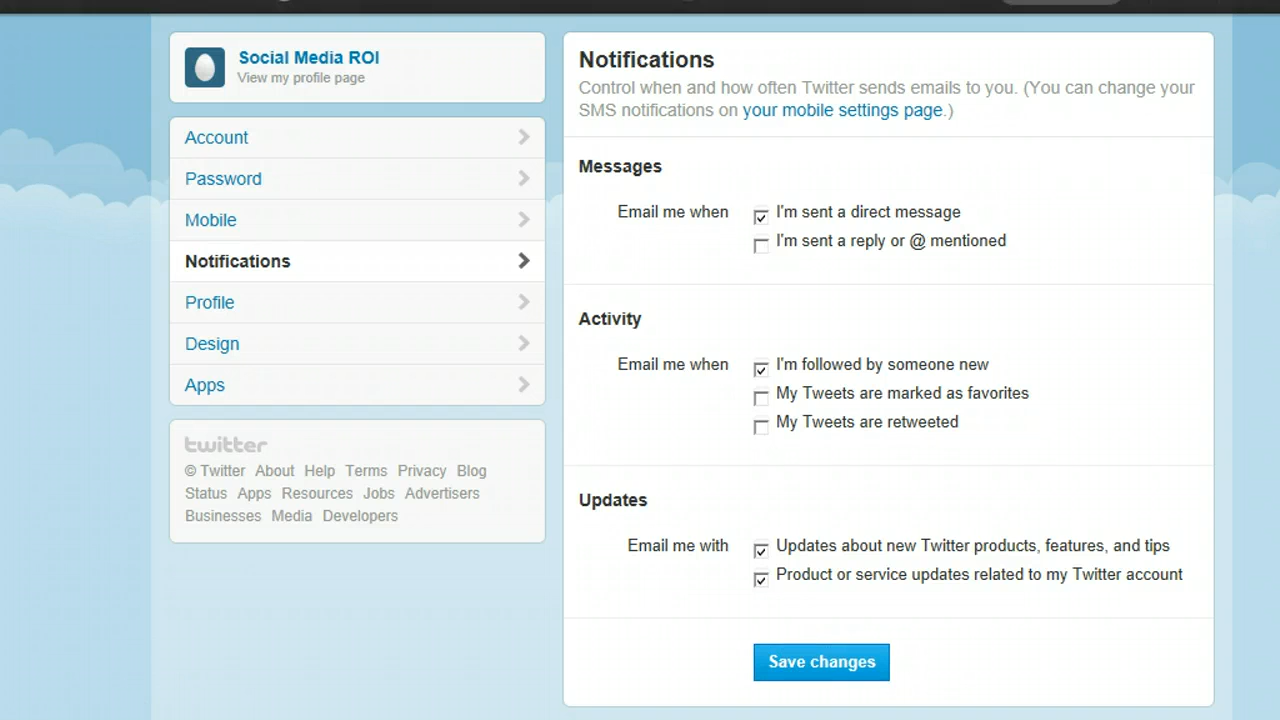 Social Media ROI
View my profile page
Account
Password
Mobile
Notifications
Profile
Design
Apps
twitter
© Twitter About Help Terms Privacy Blog
Status Apps Resources Jobs Advertisers
Businesses Media Developers
Notifications
Control when and how often Twitter sends emails to you. (You can change your
SMS notifications on your mobile settings page.)
Messages
Email me when I'm sent a direct message
I'm sent a reply or @ mentioned
Activity
Email me when I'm followed by someone new
My Tweets are marked as favorites
My Tweets are retweeted
Updates
Email me with Updates about new Twitter products, features, and tips
Product or service updates related to my Twitter account
Save changes